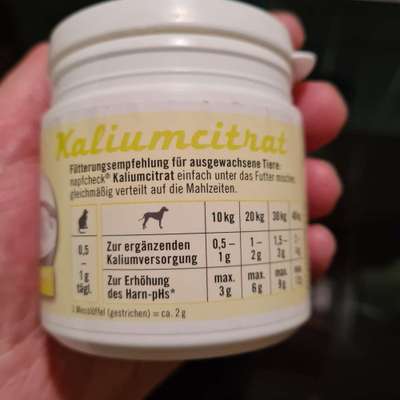 Kaliumcitrat
Fütterungsempfehlung für ausgewachsene Tiere:
napfcheck® Kaliumcitrat einfach unter das Futter mischen,
gleichmäßig verteilt auf die Mahlzeiten.
10 kg 20 kg 30 kg
0,5 – 1 g tägl.
Zur ergänzenden Kaliumversorgung 0,5 – 1 g 1 – 2 g 1,5 – 3 g
Zur Erhöhung des Harn-pHs* max. 3 g max. 6 g max. 9 g
1 Messlöffel (gestrichen) = ca. 2 g